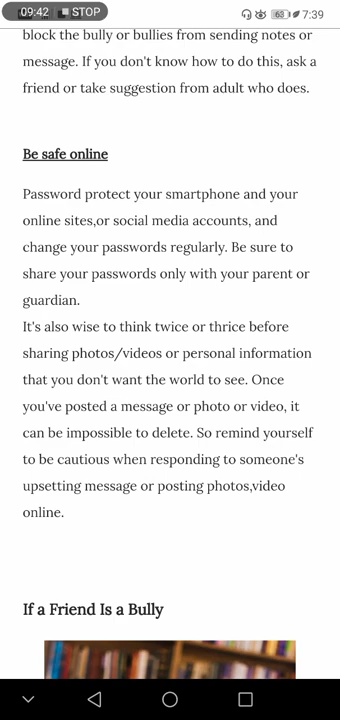 09:42 STOP 63 7:39
block the bully or bullies from sending notes or
message. If you don't know how to do this, ask a
friend or take suggestion from adult who does.
Be safe online
Password protect your smartphone and your
online sites,or social media accounts, and
change your passwords regularly. Be sure to
share your passwords only with your parent or
guardian.
It's also wise to think twice or thrice before
sharing photos/videos or personal information
that you don't want the world to see. Once
you've posted a message or photo or video, it
can be impossible to delete. So remind yourself
to be cautious when responding to someone's
upsetting message or posting photos,video
online.
If a Friend Is a Bully